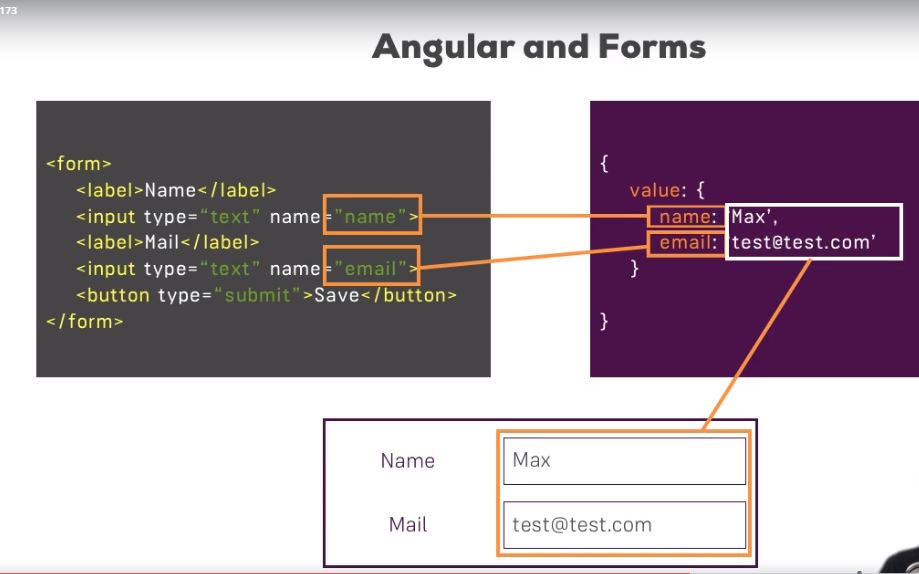 173
Angular and Forms
<form>
<label>Name</label>
<input type=“text” name=”name”>
<label>Mail</label>
<input type=“text” name=”email”>
<button type=“submit”>Save</button>
</form>
{
value: {
name: ‘Max’,
email: ‘test@test.com’
}
}
Name Max
Mail test@test.com